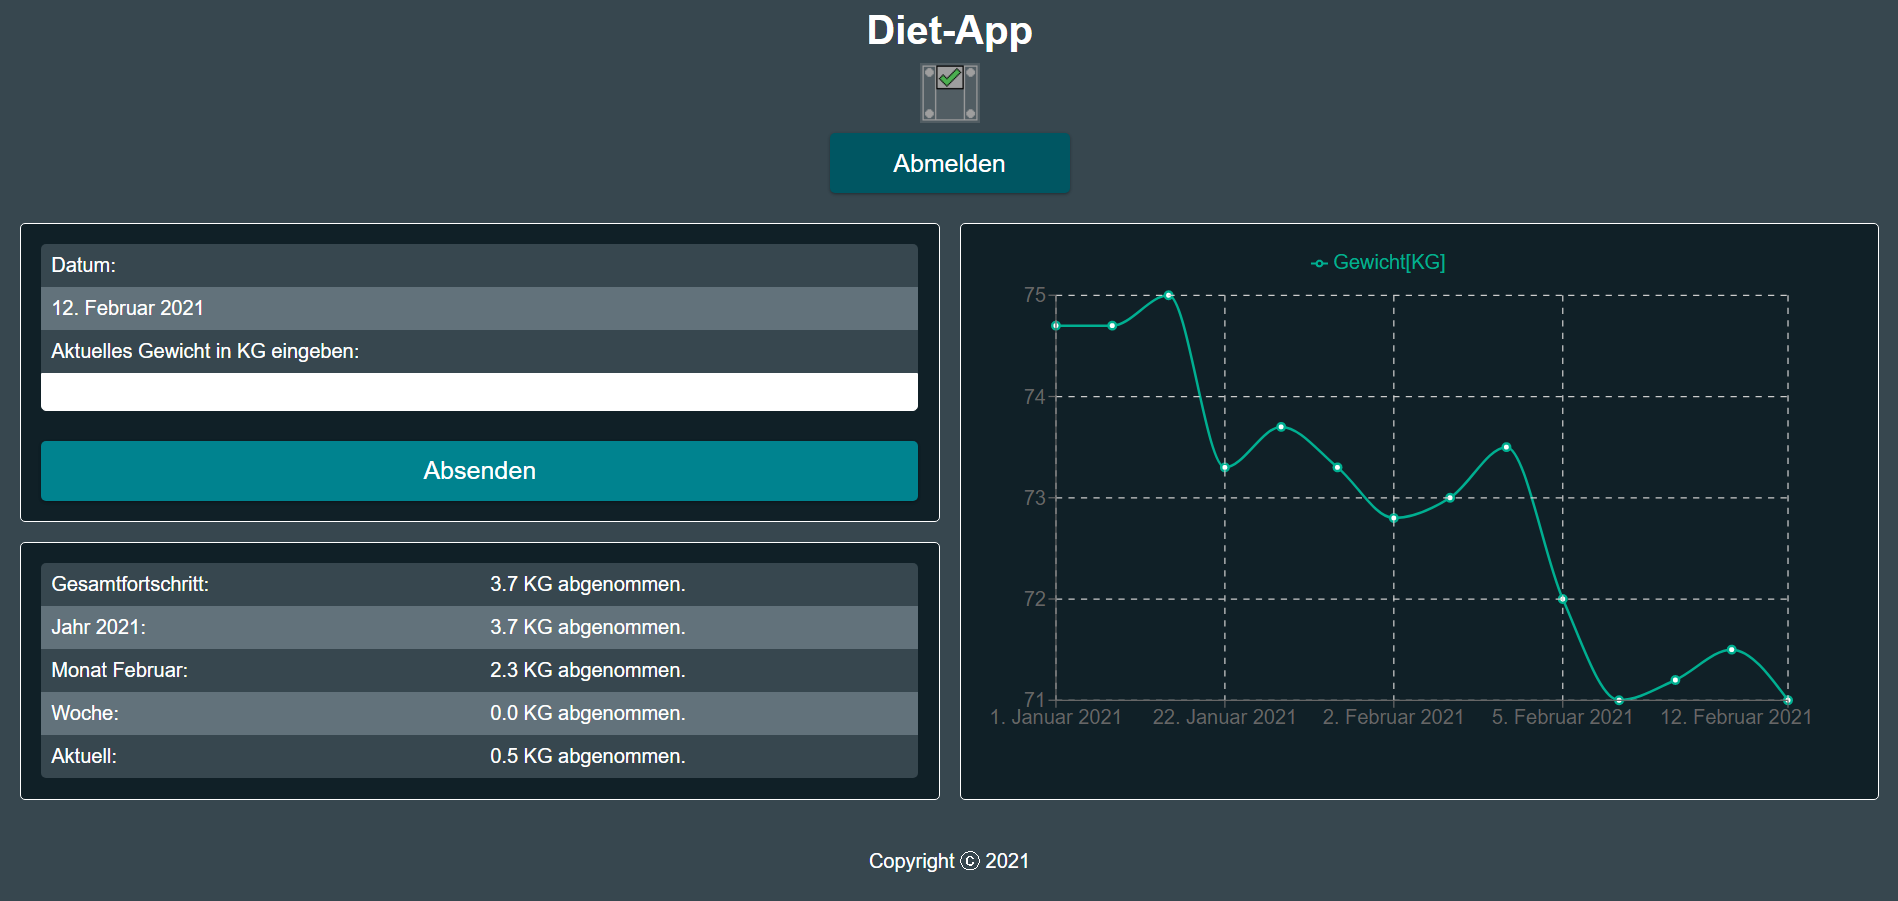 Diet-App
Abmelden
Datum:
12. Februar 2021
Aktuelles Gewicht in KG eingeben:
Absenden
Gesamtfortschritt: 3.7 KG abgenommen.
Jahr 2021: 3.7 KG abgenommen.
Monat Februar: 2.3 KG abgenommen.
Woche: 0.0 KG abgenommen.
Aktuell: 0.5 KG abgenommen.
Gewicht[KG]
75
74
73
72
71
1. Januar 2021 22. Januar 2021 2. Februar 2021 5. Februar 2021 12. Februar 2021
Copyright ⓒ 2021